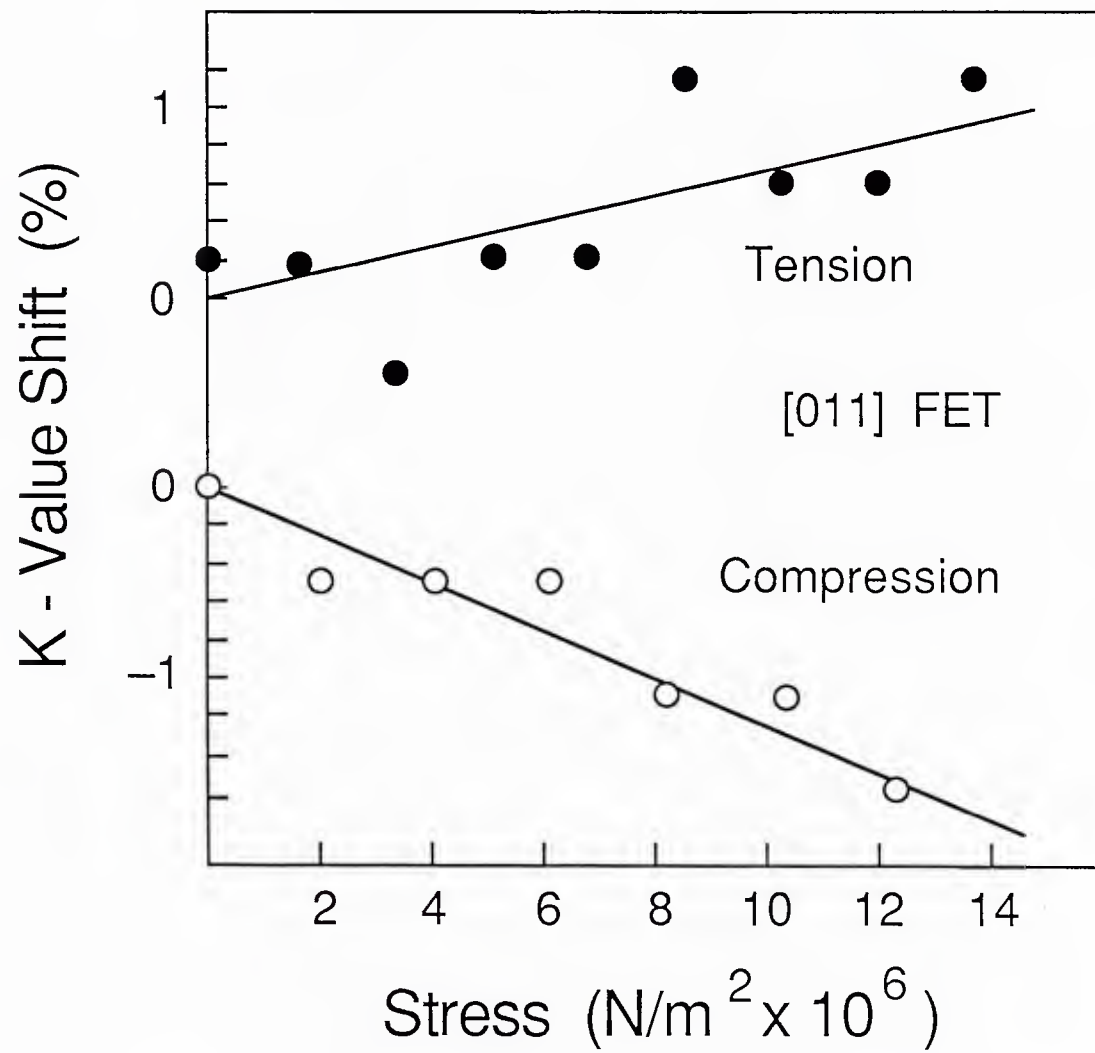 K - Value Shift (%)
1
0
0
−1
Tension
[011] FET
Compression
2 4 6 8 10 12 14
Stress (N/m² x 10⁶)